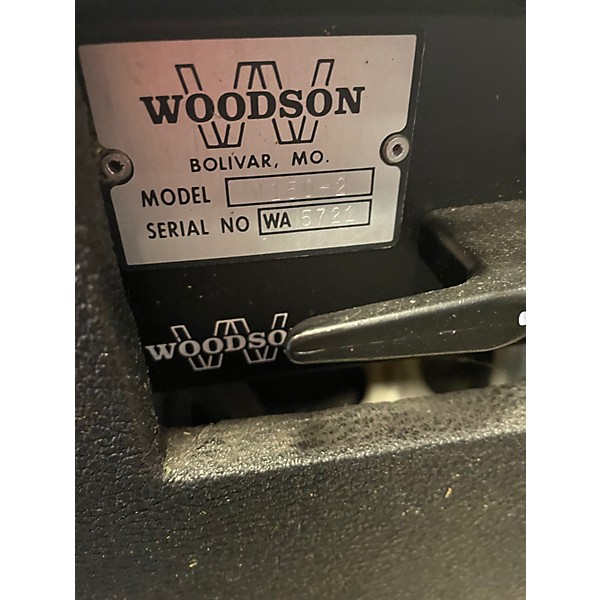 WOODSON
BOLIVAR, MO.
MODEL
SERIAL NO WA 5721
WOODSO